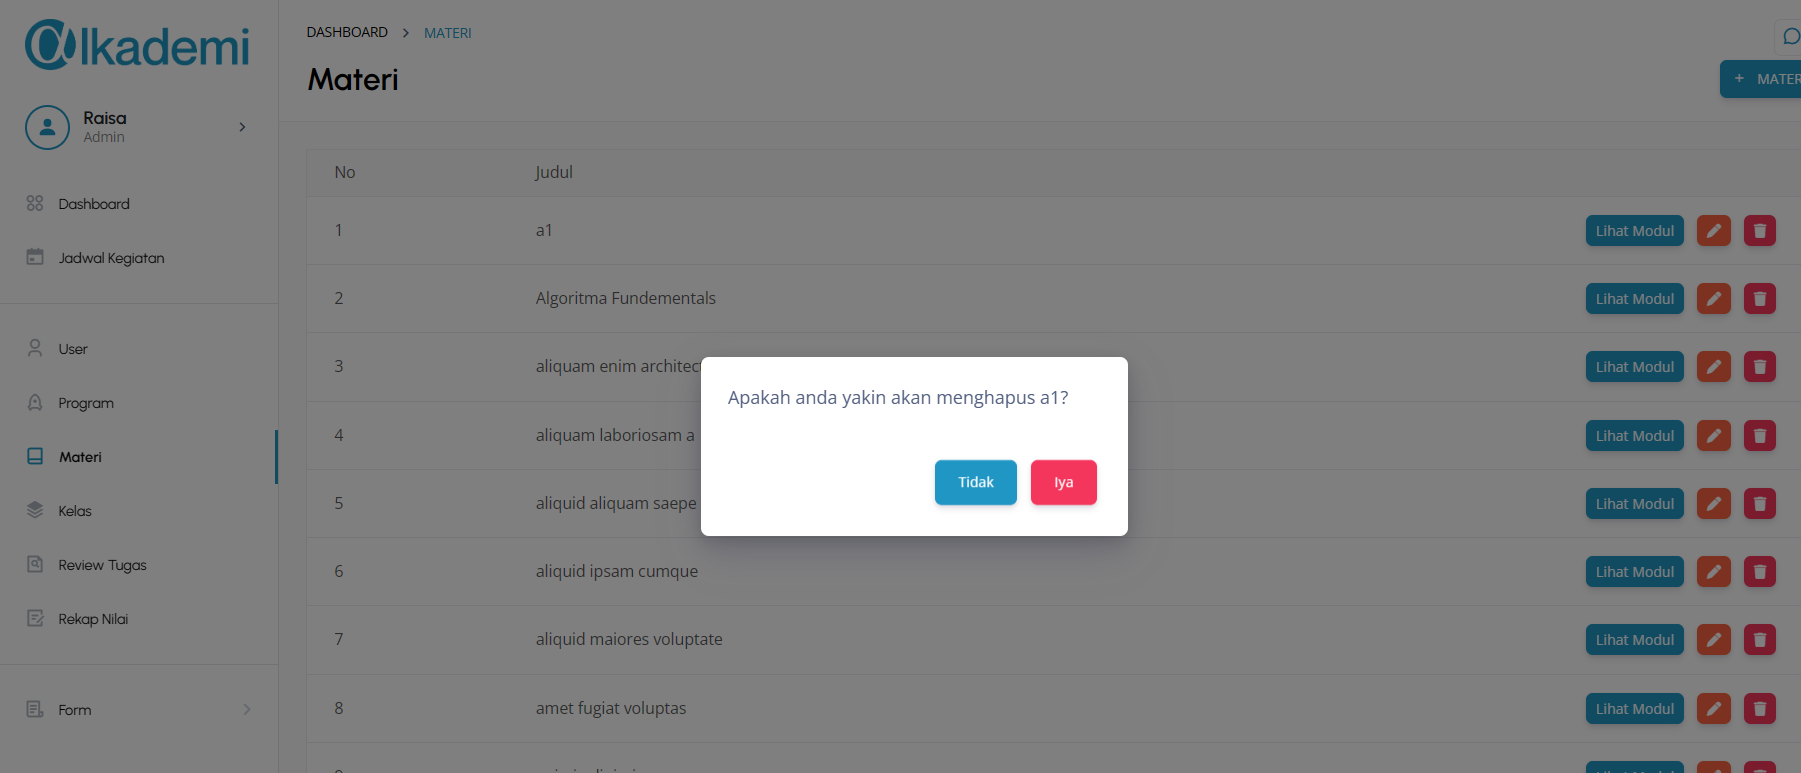 alkademi
DASHBOARD > MATERI
Materi
+ MATER
Raisa
Admin
Dashboard
Jadwal Kegiatan
User
Program
Materi
Kelas
Review Tugas
Rekap Nilai
Form
No Judul
1 a1 Lihat Modul
2 Algoritma Fundementals Lihat Modul
3 aliquam enim architect Lihat Modul
4 aliquam laboriosam a Lihat Modul
5 aliquid aliquam saepe Lihat Modul
6 aliquid ipsam cumque Lihat Modul
7 aliquid maiores voluptate Lihat Modul
8 amet fugiat voluptas Lihat Modul
Apakah anda yakin akan menghapus a1?
Tidak Iya